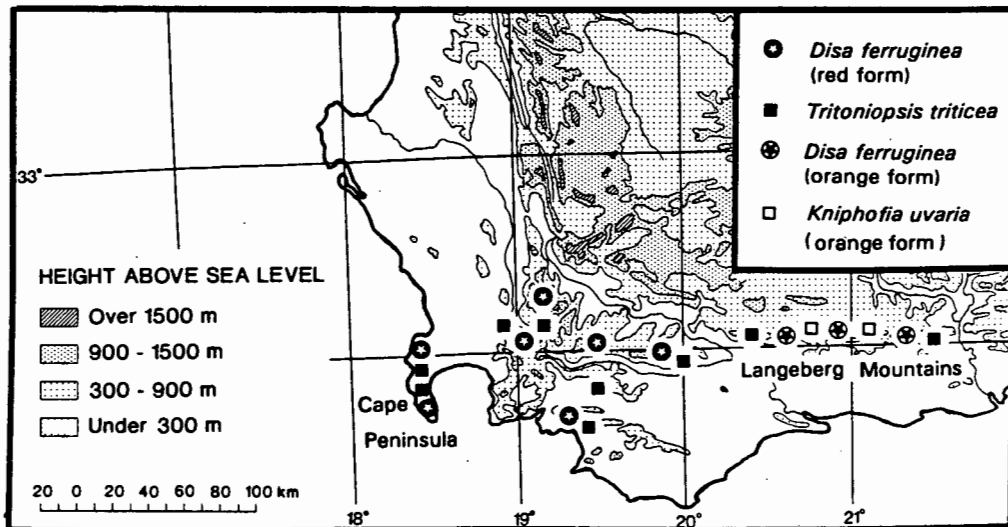 Disa ferruginea
(red form)
Tritoniopsis triticea
Disa ferruginea
(orange form)
Kniphofia uvaria
(orange form)
33°
HEIGHT ABOVE SEA LEVEL
Over 1500 m
900 - 1500 m
300 - 900 m
Under 300 m
20 0 20 40 60 80 100 km
Cape
Peninsula
Langeberg Mountains
18° 19° 20° 21°